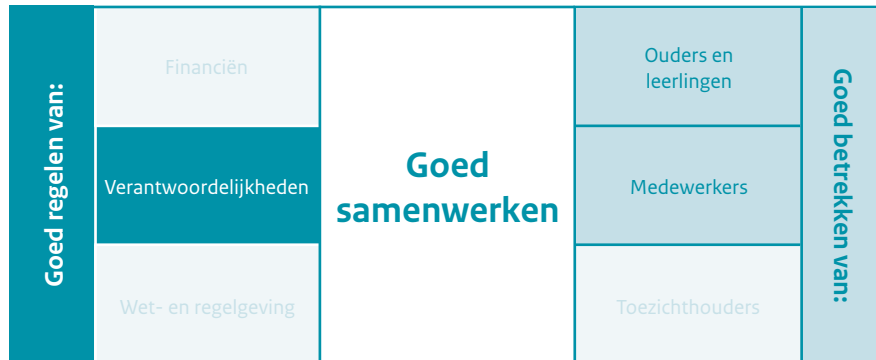 Goed regelen van:
Financiën
Verantwoordelijkheden
Wet- en regelgeving
Goed
samenwerken
Ouders en
leerlingen
Medewerkers
Toezichthouders
Goed betrekken van: